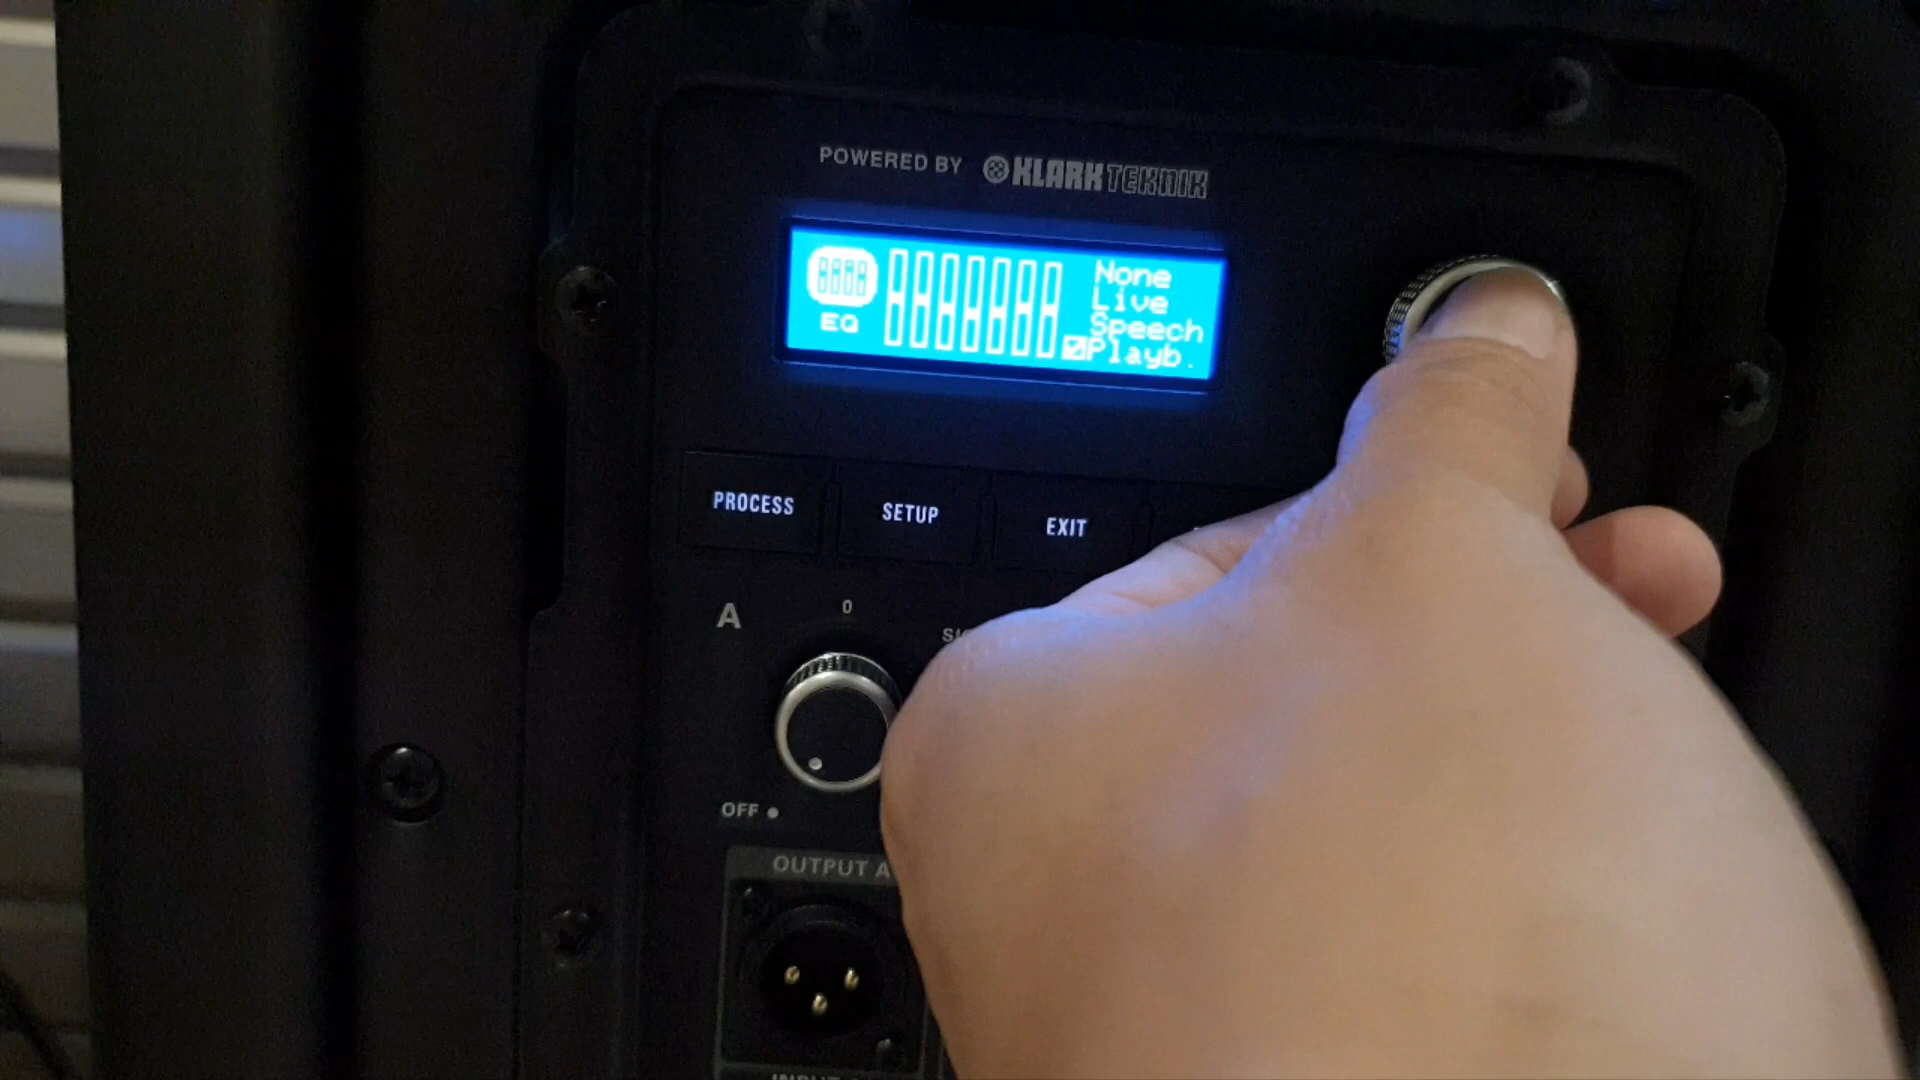 POWERED BY KLARK TEKNIK
None
Live
Speech
Playb.
EQ
PROCESS
SETUP
EXIT
A
0
OFF
OUTPUT A